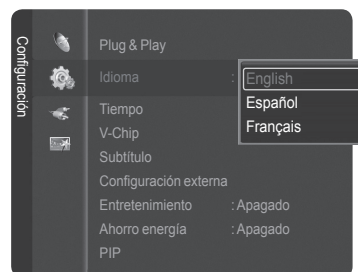 Configuración
Plug & Play
Idioma : English
Español
Français
Tiempo
V-Chip
Subtítulo
Configuración externa
Entretenimiento : Apagado
Ahorro energía : Apagado
PIP